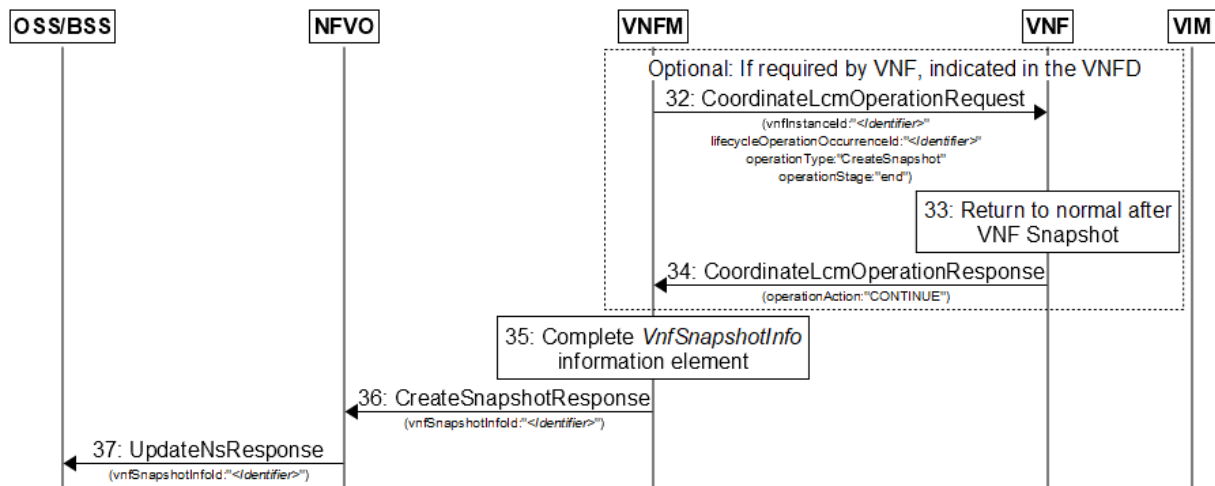 OSS/BSS NFVO VNFM VNF VIM
Optional: If required by VNF, indicated in the VNFD
32: CoordinateLcmOperationRequest
(vnfInstanceId:"<Identifier>"
lifecycleOperationOccurrenceId:"<Identifier>"
operationType:"CreateSnapshot"
operationStage:"end")
33: Return to normal after
VNF Snapshot
34: CoordinateLcmOperationResponse
(operationAction:"CONTINUE")
35: Complete VnfSnapshotInfo
information element
36: CreateSnapshotResponse
(vnfSnapshotInfoId:"<Identifier>")
37: UpdateNsResponse
(vnfSnapshotInfoId:"<Identifier>")